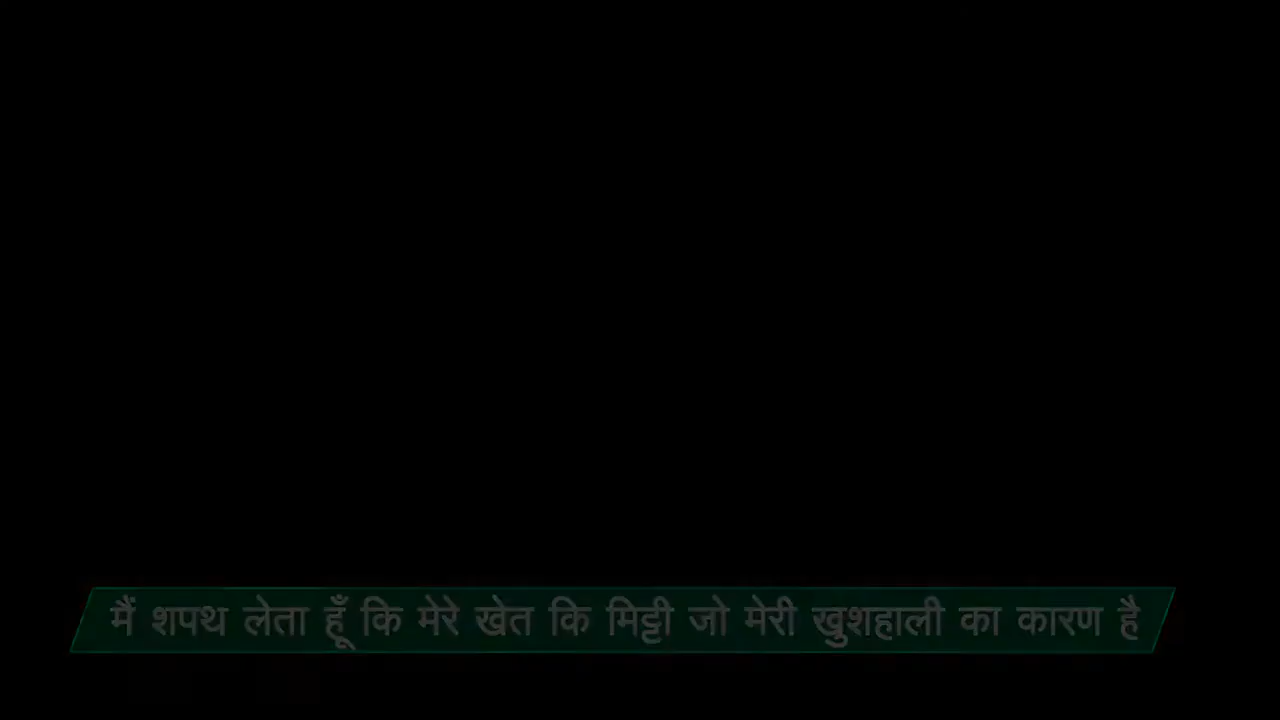 मैं शपथ लेता हूँ कि मेरे खेत कि मिट्टी जो मेरी खुशहाली का कारण है